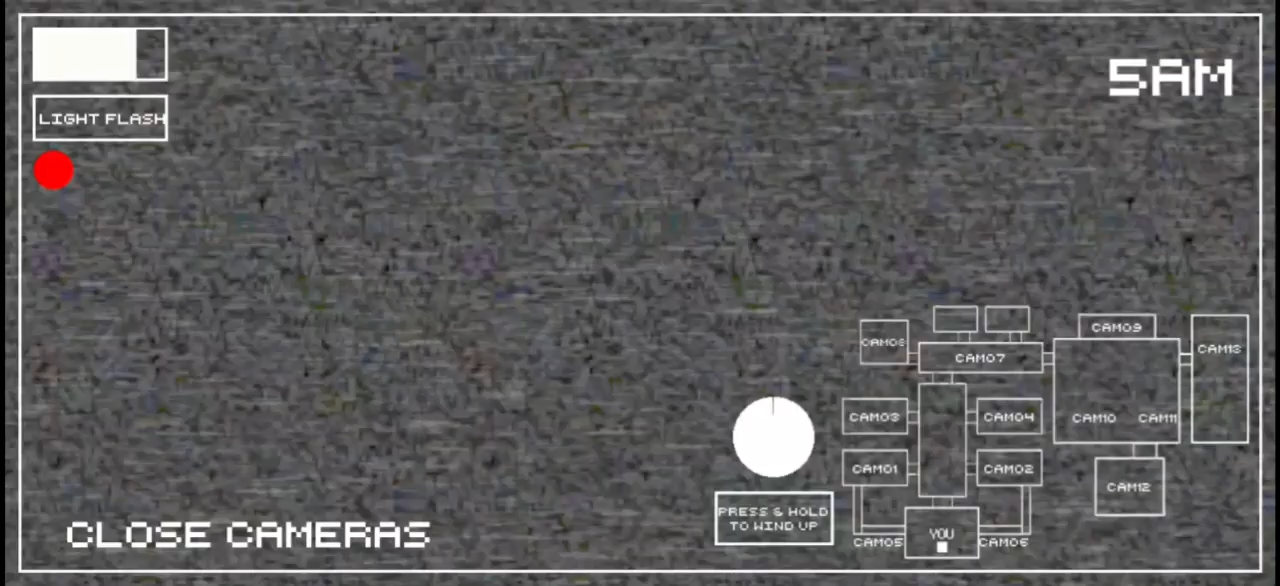 5AM
LIGHT FLASH
CAM09
CAM08
CAM13
CAM07
CAM03
CAM04
CAM10
CAM11
CAM01
CAM02
CAM12
PRESS & HOLD
TO WIND UP
CLOSE CAMERAS
YOU
CAM05
CAM06